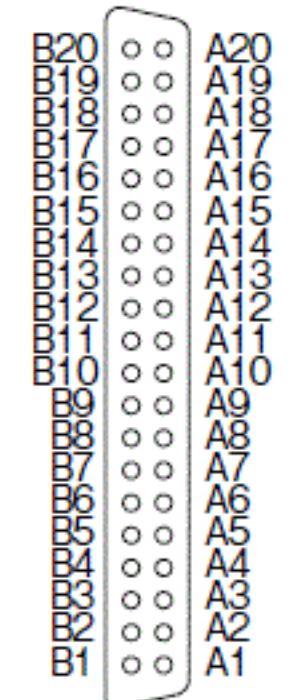 B20 A20
B19 A19
B18 A18
B17 A17
B16 A16
B15 A15
B14 A14
B13 A13
B12 A12
B11 A11
B10 A10
B9 A9
B8 A8
B7 A7
B6 A6
B5 A5
B4 A4
B3 A3
B2 A2
B1 A1